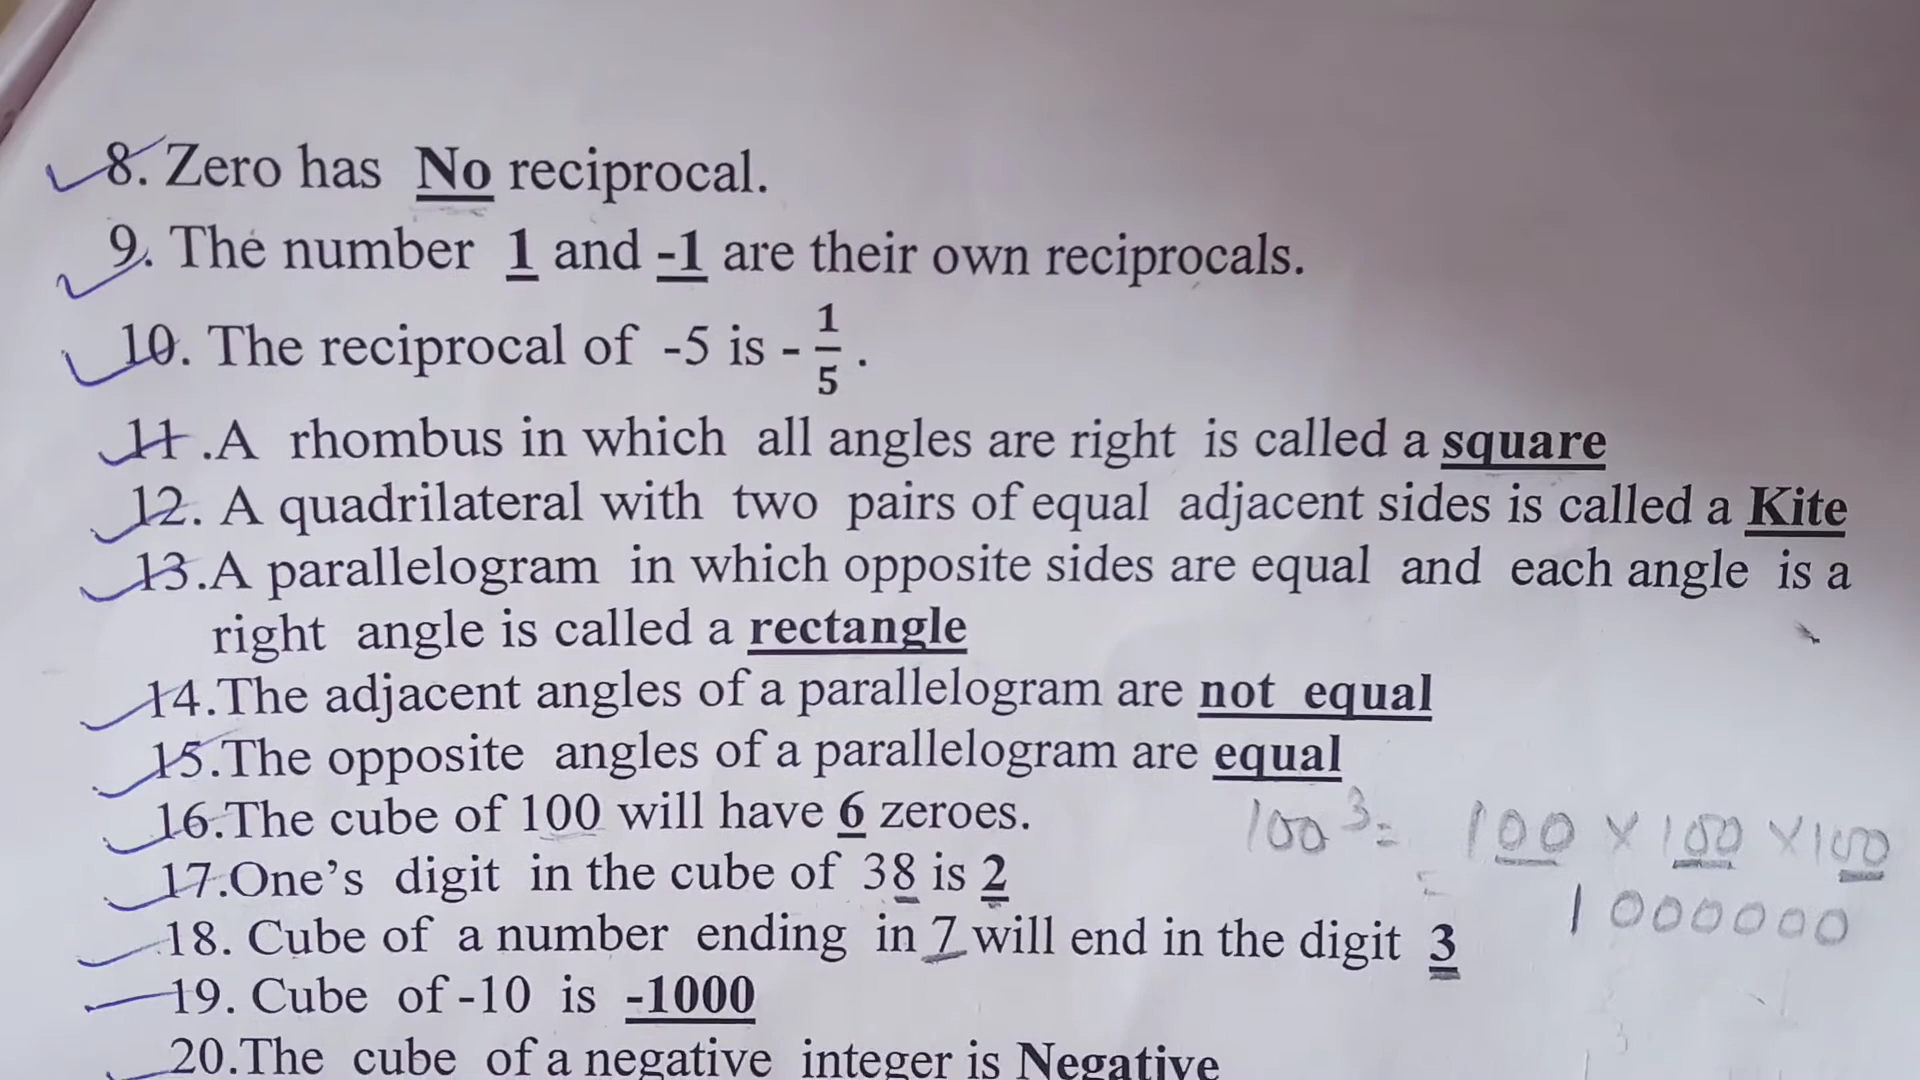 8. Zero has No reciprocal.
9. The number 1 and -1 are their own reciprocals.
10. The reciprocal of -5 is - 1/5 .
11 .A rhombus in which all angles are right is called a square
12. A quadrilateral with two pairs of equal adjacent sides is called a Kite
13.A parallelogram in which opposite sides are equal and each angle is a
right angle is called a rectangle
14.The adjacent angles of a parallelogram are not equal
15.The opposite angles of a parallelogram are equal
16.The cube of 100 will have 6 zeroes.
100³ = 100 × 100 × 100
17.One's digit in the cube of 38 is 2
= 1000000
18. Cube of a number ending in 7 will end in the digit 3
19. Cube of -10 is -1000
20.The cube of a negative integer is Negative